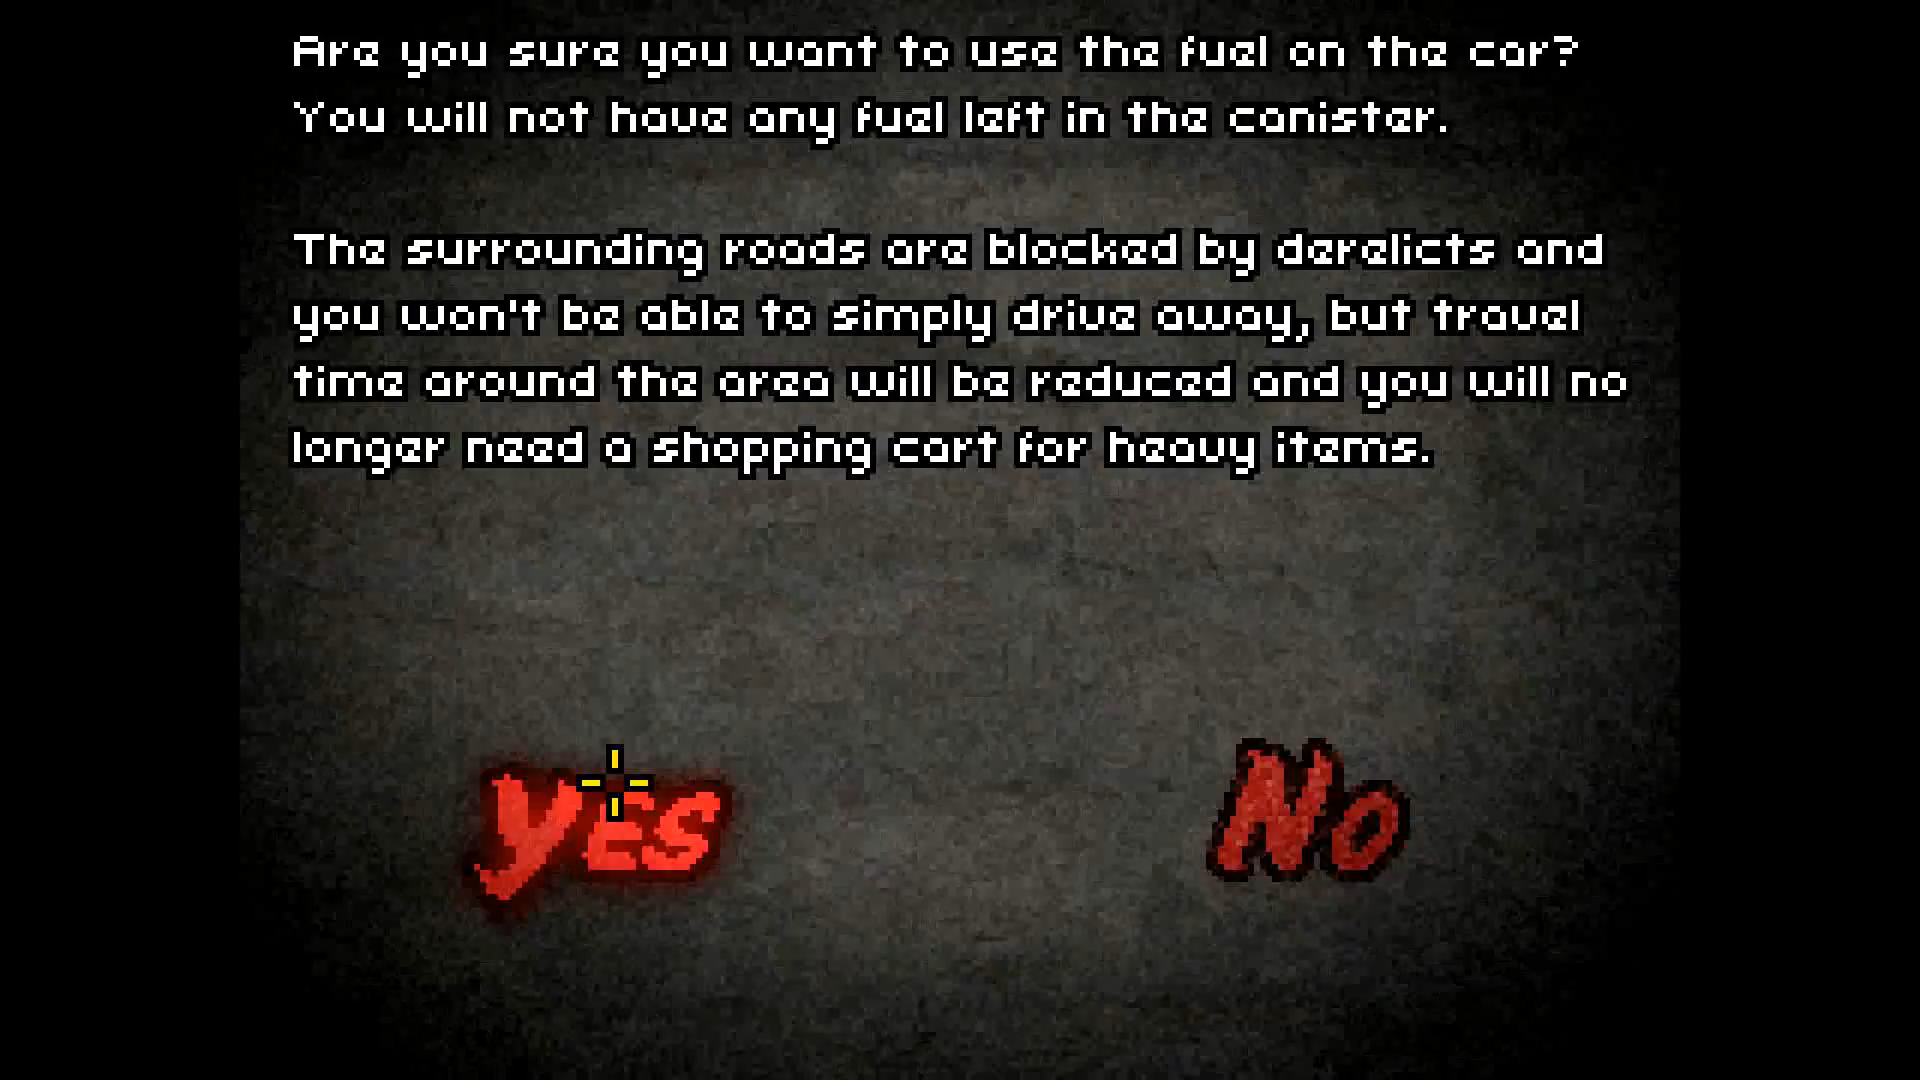 Are you sure you want to use the fuel on the car?
You will not have any fuel left in the canister.
The surrounding roads are blocked by derelicts and
you won't be able to simply drive away, but travel
time around the area will be reduced and you will no
longer need a shopping cart for heavy items.
Yes No